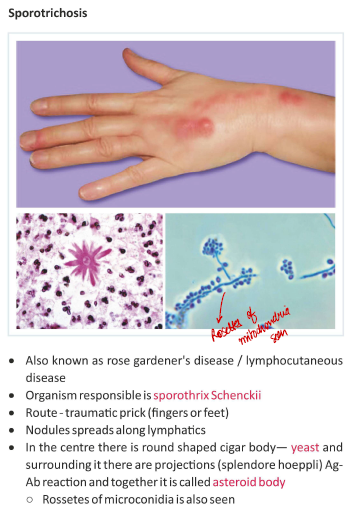 Sporotrichosis
Rosettes of
mitochondria
seen
• Also known as rose gardener's disease / lymphocutaneous
disease
• Organism responsible is sporothrix Schenckii
• Route - traumatic prick (fingers or feet)
• Nodules spreads along lymphatics
• In the centre there is round shaped cigar body— yeast and
surrounding it there are projections (splendore hoeppli) Ag-
Ab reaction and together it is called asteroid body
○ Rossetes of microconidia is also seen